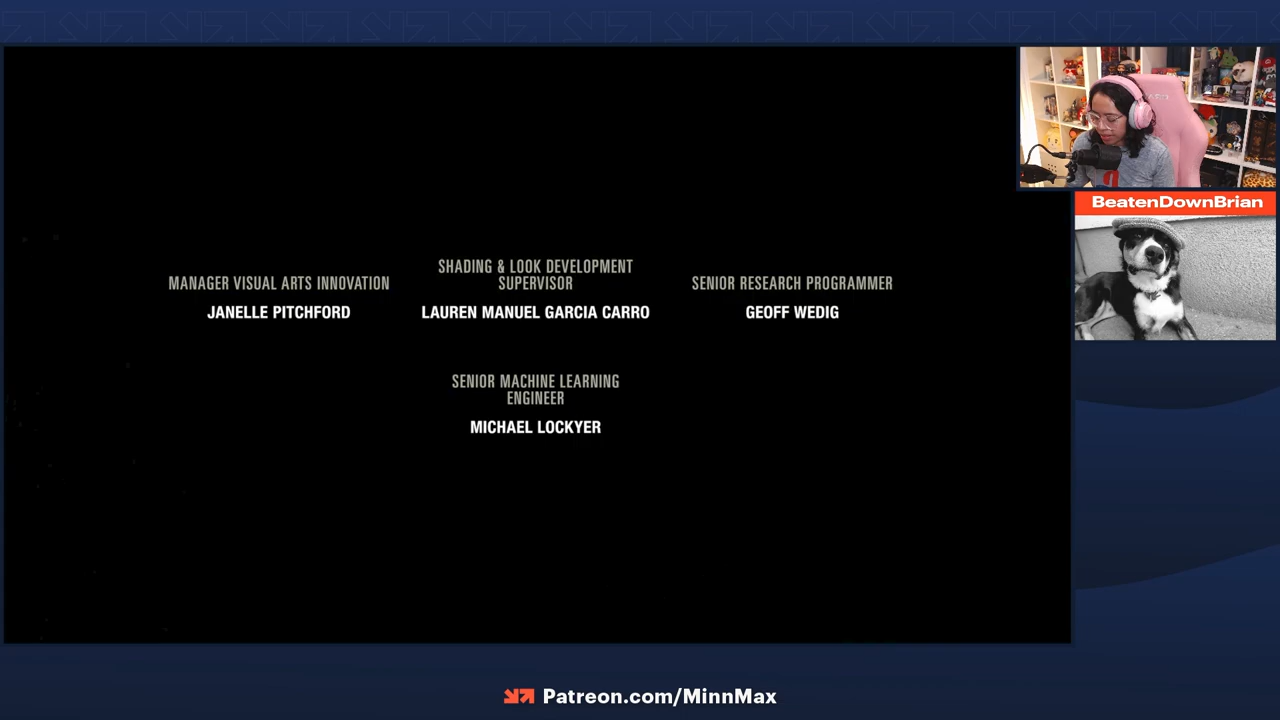 BeatenDownBrian
MANAGER VISUAL ARTS INNOVATION
JANELLE PITCHFORD
SHADING & LOOK DEVELOPMENT
SUPERVISOR
LAUREN MANUEL GARCIA CARRO
SENIOR RESEARCH PROGRAMMER
GEOFF WEDIG
SENIOR MACHINE LEARNING
ENGINEER
MICHAEL LOCKYER
Patreon.com/MinnMax